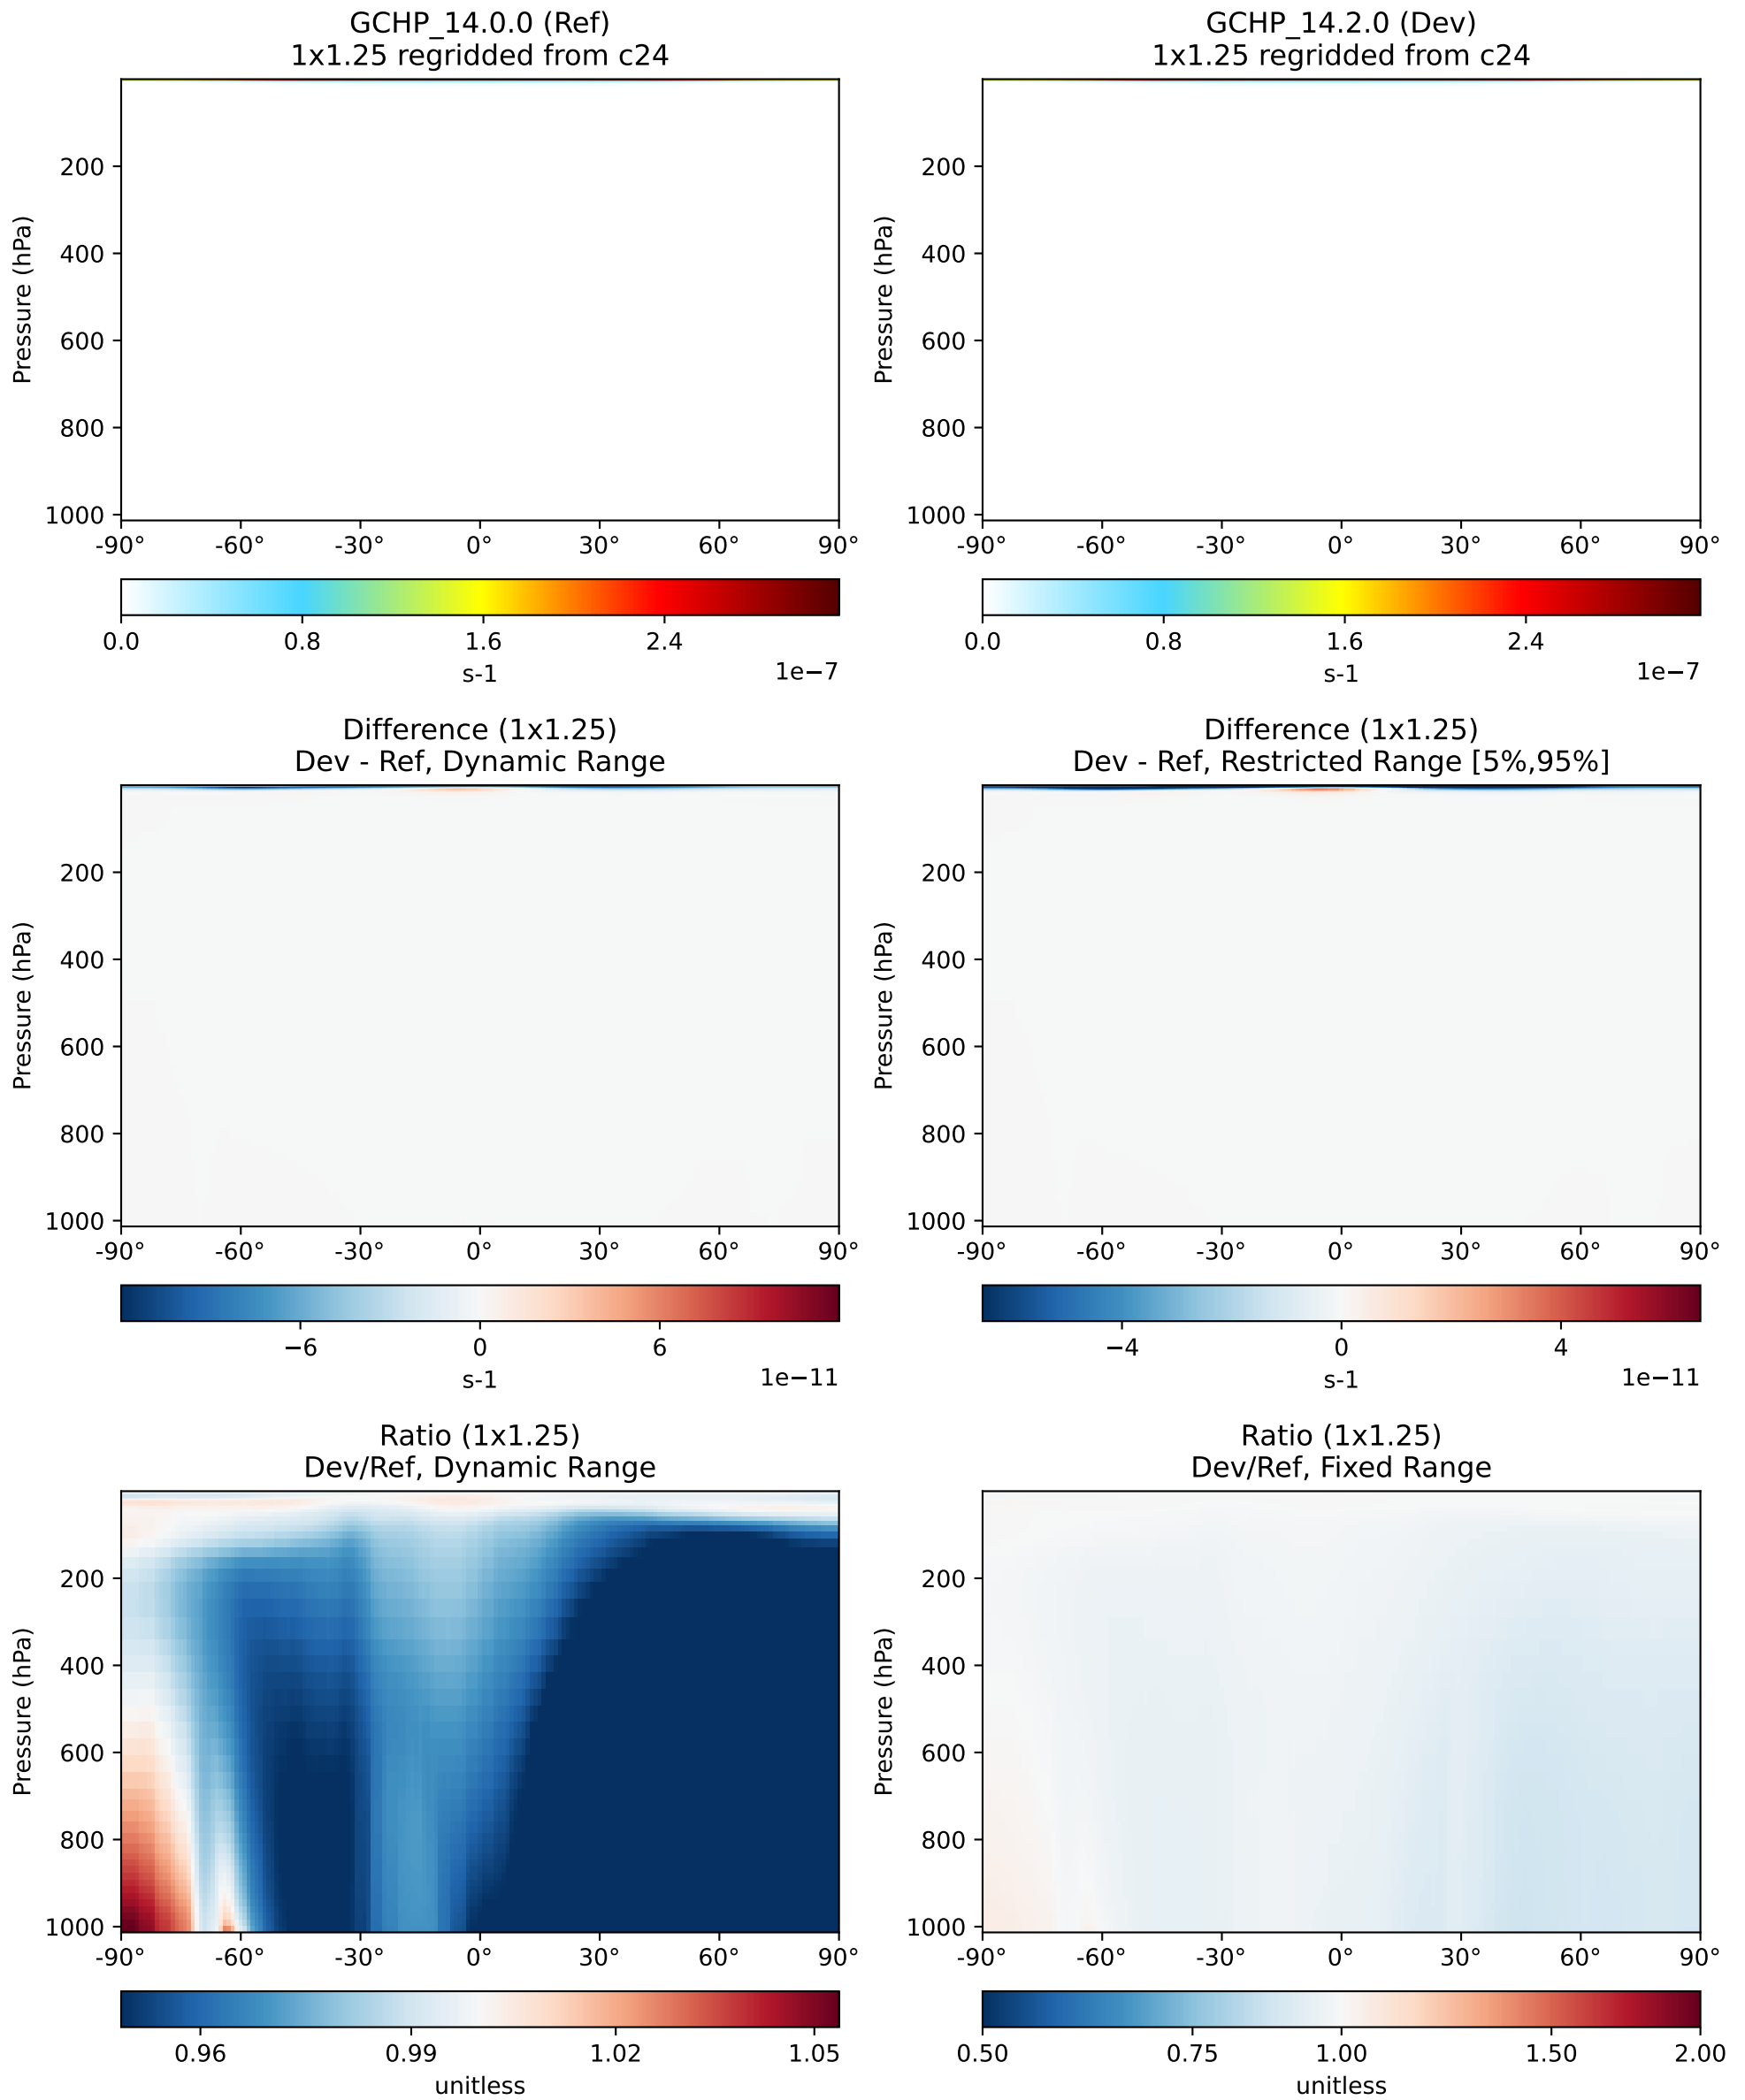 GCHP_14.0.0 (Ref)
1x1.25 regridded from c24
Pressure (hPa)
200
400
600
800
1000
-90° -60° -30° 0° 30° 60° 90°
0.0 0.8 1.6 2.4
1e−7
s-1
GCHP_14.2.0 (Dev)
1x1.25 regridded from c24
Pressure (hPa)
200
400
600
800
1000
-90° -60° -30° 0° 30° 60° 90°
0.0 0.8 1.6 2.4
1e−7
s-1
Difference (1x1.25)
Dev - Ref, Dynamic Range
Pressure (hPa)
200
400
600
800
1000
-90° -60° -30° 0° 30° 60° 90°
−6 0 6
1e−11
s-1
Difference (1x1.25)
Dev - Ref, Restricted Range [5%,95%]
Pressure (hPa)
200
400
600
800
1000
-90° -60° -30° 0° 30° 60° 90°
−4 0 4
1e−11
s-1
Ratio (1x1.25)
Dev/Ref, Dynamic Range
Pressure (hPa)
200
400
600
800
1000
-90° -60° -30° 0° 30° 60° 90°
0.96 0.99 1.02 1.05
unitless
Ratio (1x1.25)
Dev/Ref, Fixed Range
Pressure (hPa)
200
400
600
800
1000
-90° -60° -30° 0° 30° 60° 90°
0.50 0.75 1.00 1.50 2.00
unitless